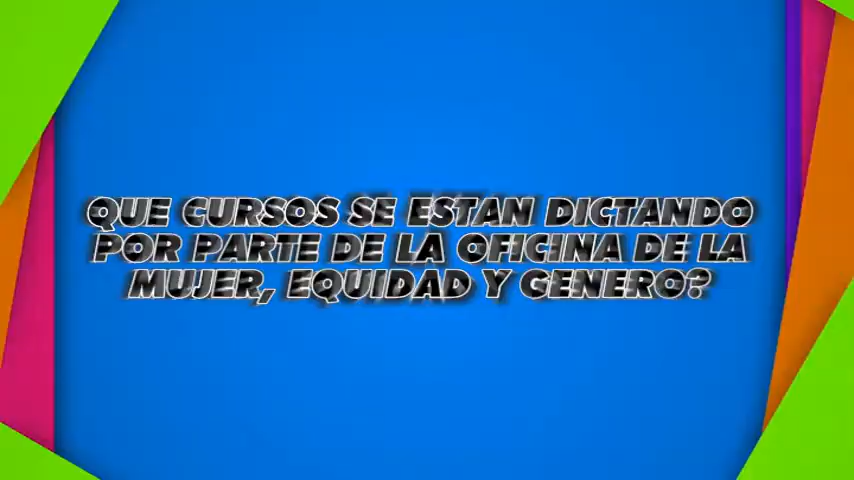 QUE CURSOS SE ESTAN DICTANDO
POR PARTE DE LA OFICINA DE LA
MUJER, EQUIDAD Y GENERO?